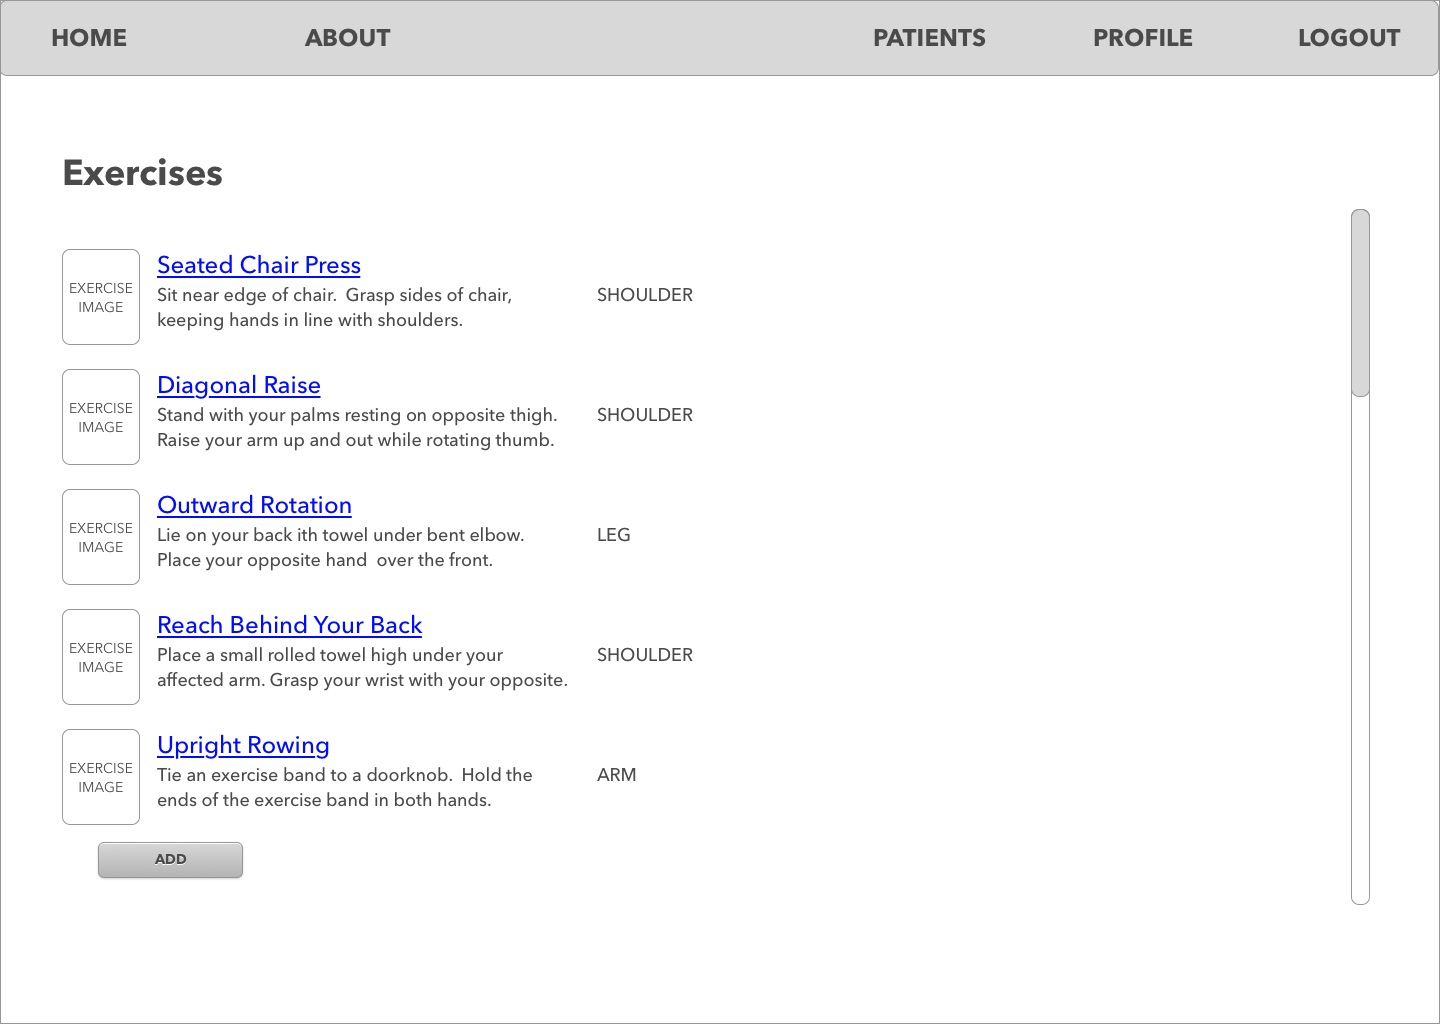 HOME ABOUT PATIENTS PROFILE LOGOUT
Exercises
EXERCISE
IMAGE
Seated Chair Press
Sit near edge of chair.  Grasp sides of chair,
keeping hands in line with shoulders.
SHOULDER
EXERCISE
IMAGE
Diagonal Raise
Stand with your palms resting on opposite thigh.
Raise your arm up and out while rotating thumb.
SHOULDER
EXERCISE
IMAGE
Outward Rotation
Lie on your back ith towel under bent elbow.
Place your opposite hand  over the front.
LEG
EXERCISE
IMAGE
Reach Behind Your Back
Place a small rolled towel high under your
affected arm. Grasp your wrist with your opposite.
SHOULDER
EXERCISE
IMAGE
Upright Rowing
Tie an exercise band to a doorknob.  Hold the
ends of the exercise band in both hands.
ARM
ADD